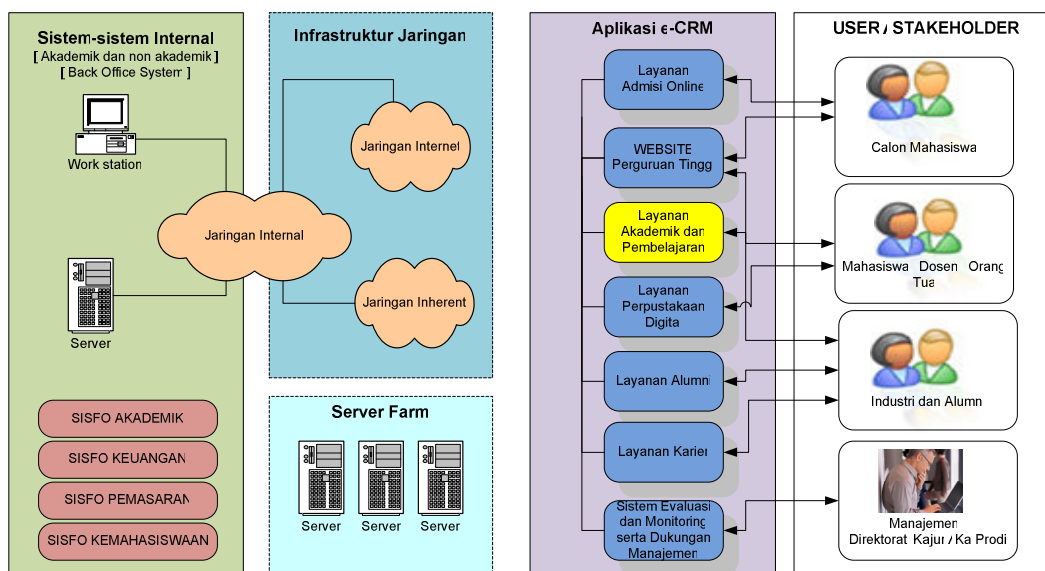 Sistem-sistem Internal
[ Akademik dan non akademik ]
[ Back Office System ]
Work station
Jaringan Internal
Server
SISFO AKADEMIK
SISFO KEUANGAN
SISFO PEMASARAN
SISFO KEMAHASISWAAN
Infrastruktur Jaringan
Jaringan Internet
Jaringan Inherent
Server Farm
Server
Server
Server
Aplikasi e-CRM
Layanan
Admisi Online
WEBSITE
Perguruan Tingg
Layanan
Akademik dan
Pembelajaran
Layanan
Perpustakaan
Digita
Layanan Alumni
Layanan Karier
Sistem Evaluasi
dan Monitoring
serta Dukungan
Manajemen
USER / STAKEHOLDER
Calon Mahasiswa
Mahasiswa Dosen Orang
Tua
Industri dan Alumn
Manajemen
Direktorat Kajur / Ka Prodi